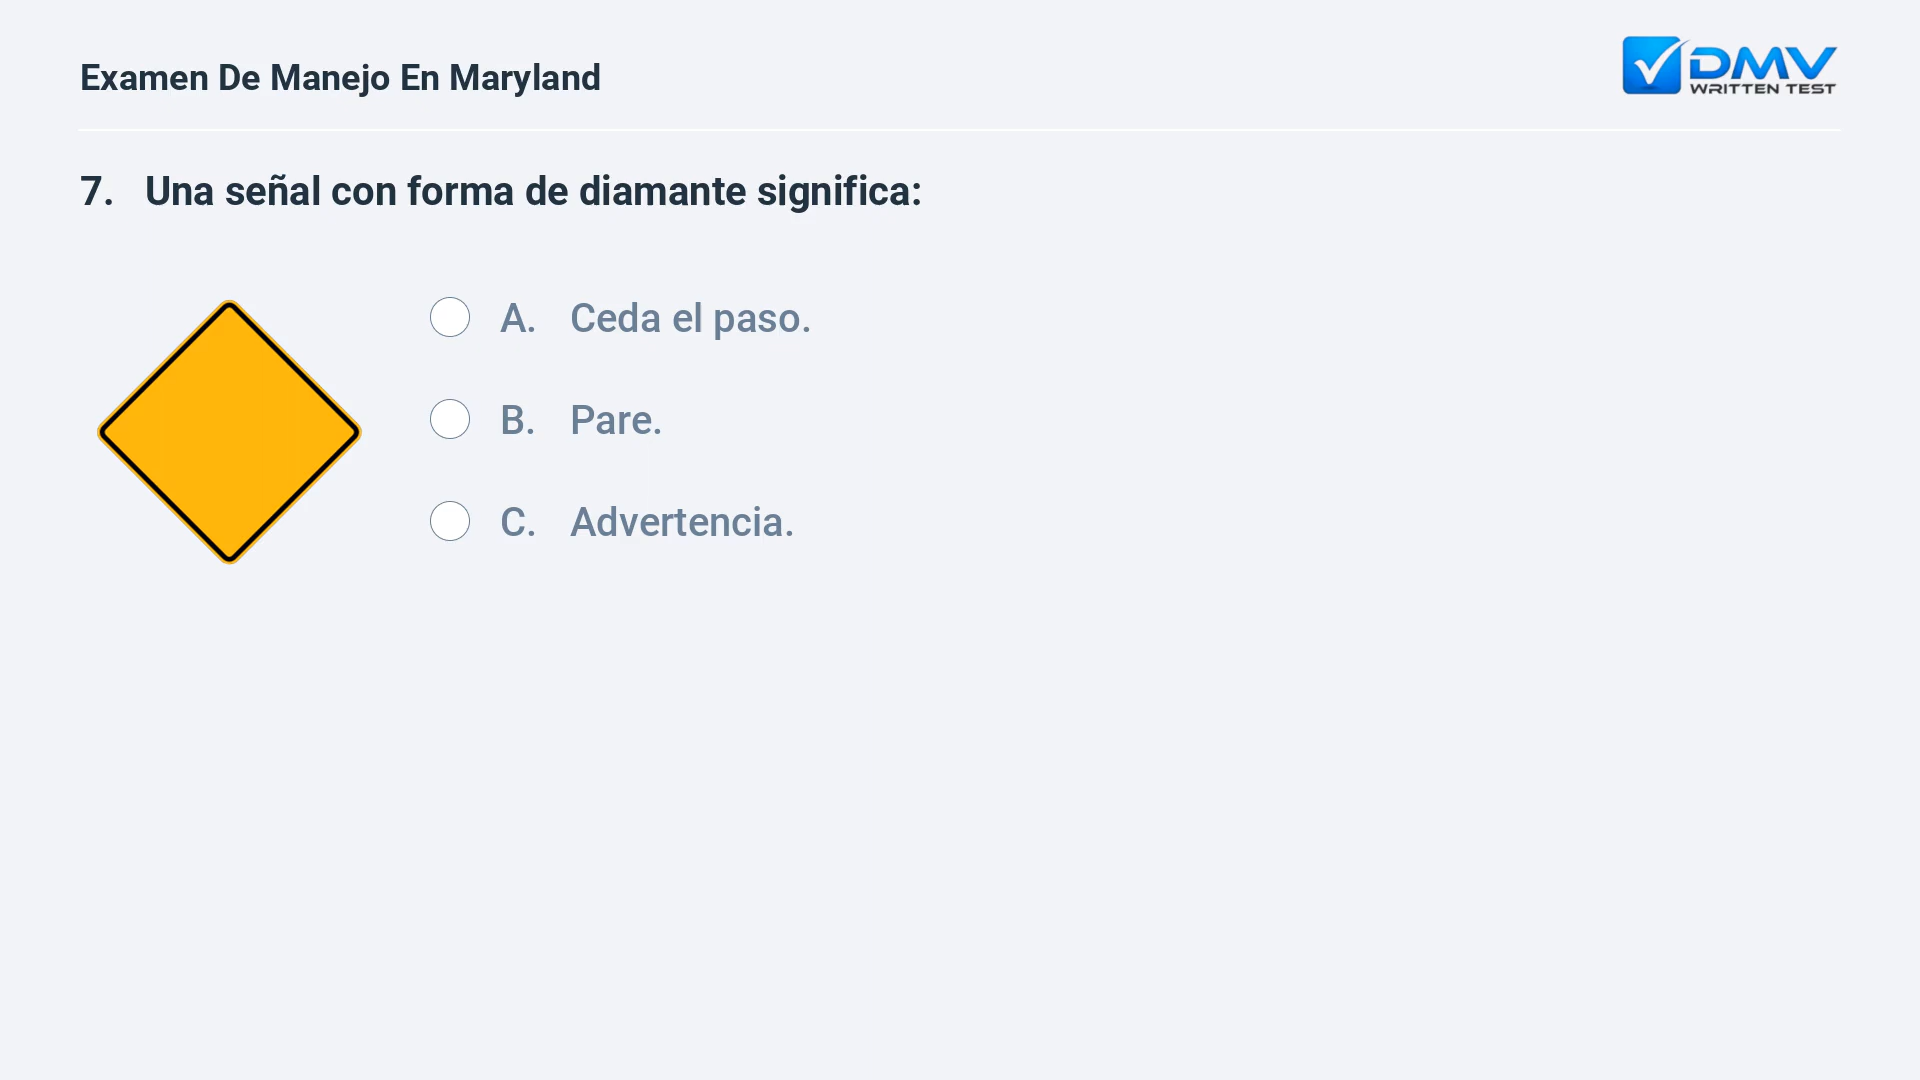 Examen De Manejo En Maryland
DMV
WRITTEN TEST
7. Una señal con forma de diamante significa:
A. Ceda el paso.
B. Pare.
C. Advertencia.